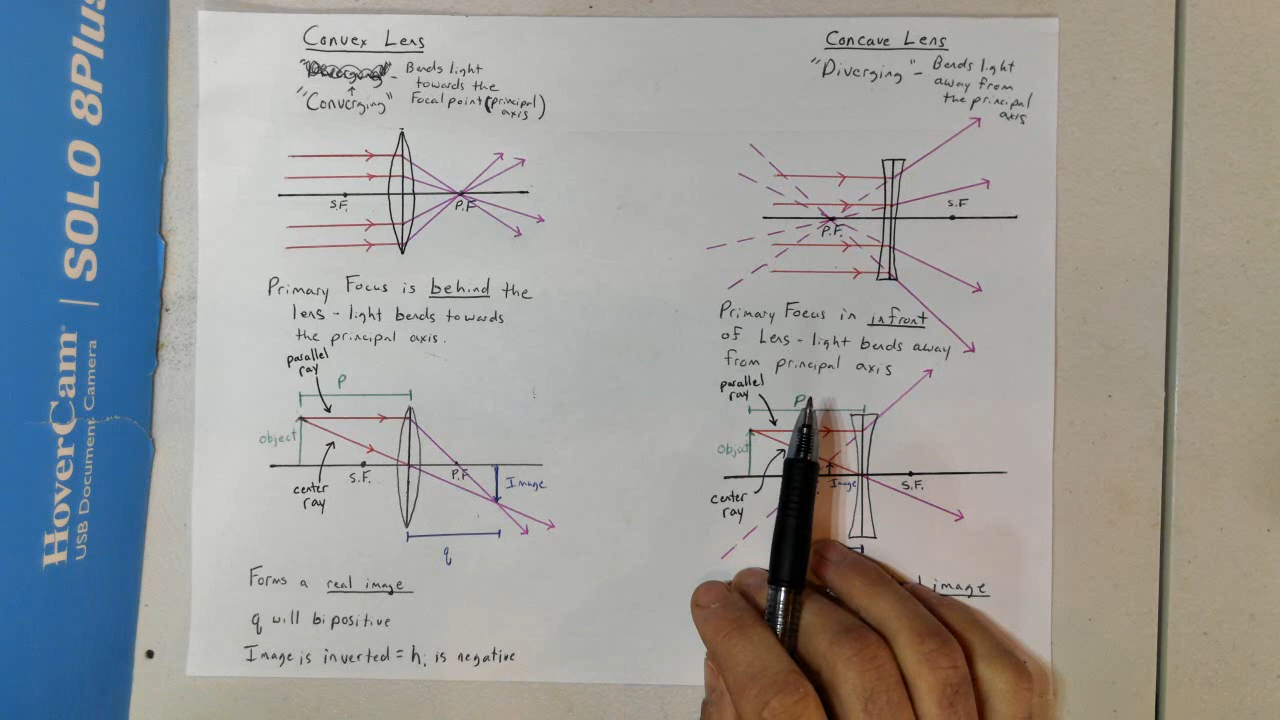 HoverCam® | SOLO 8Plus
USB Document Camera
Convex Lens
"Diverging" - Bends light
towards the
"Converging" Focal point (principal
axis)
S.F.
P.F
Primary Focus is behind the
lens - light bends towards
the principal axis.
parallel
ray
P
object
S.F.
P.F
Image
center
ray
q
Forms a real image
q will bi positive
Image is inverted = hi is negative
Concave Lens
"Diverging" - Bends light
away from
the principal
axis
S.F
P.F.
Primary Focus in infront
of Lens - light bends away
from principal axis
parallel
ray
P
Object
Image
S.F.
center
ray
image